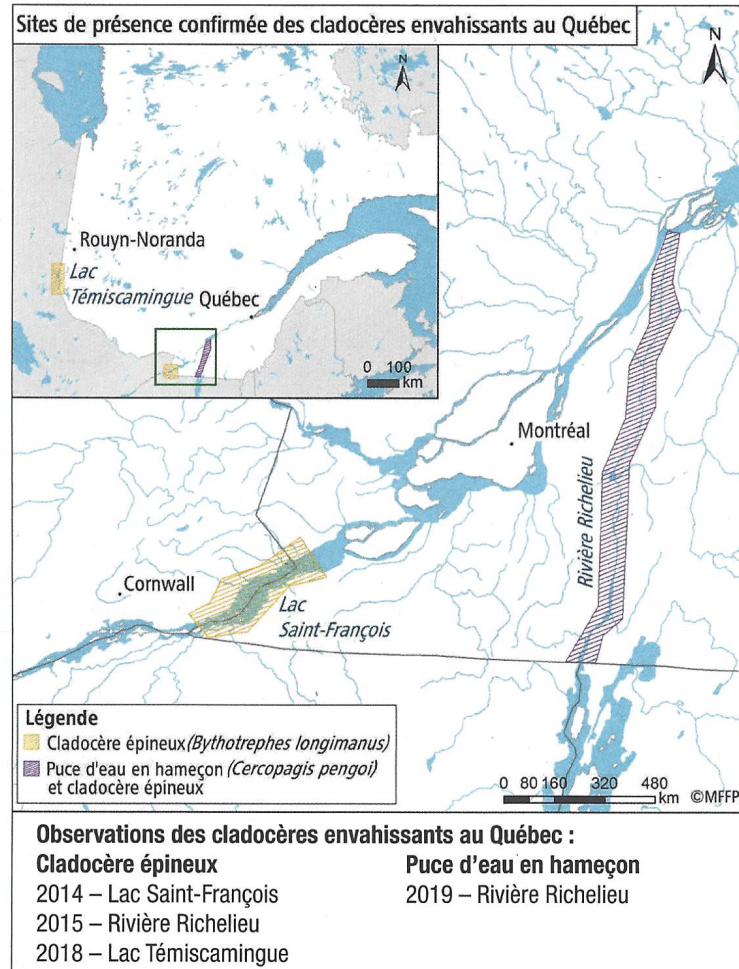 Sites de présence confirmée des cladocères envahissants au Québec
N
N
Rouyn-Noranda
Lac
Témiscamingue
Québec
0 100
km
Montréal
Rivière Richelieu
Cornwall
Lac
Saint-François
Légende
Cladocère épineux (Bythotrephes longimanus)
Puce d'eau en hameçon (Cercopagis pengoi)
et cladocère épineux
0 80 160 320 480
km ©MFFP
Observations des cladocères envahissants au Québec :
Cladocère épineux
2014 – Lac Saint-François
2015 – Rivière Richelieu
2018 – Lac Témiscamingue
Puce d'eau en hameçon
2019 – Rivière Richelieu